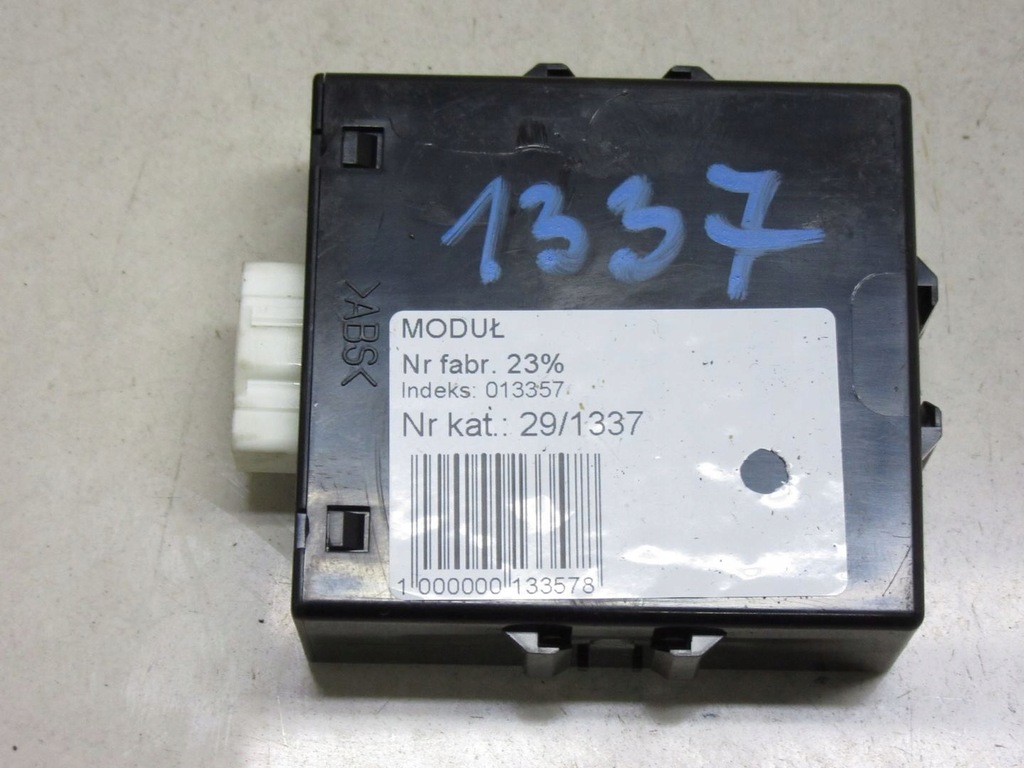 1337
>ABS<
MODUŁ
Nr fabr. 23%
Indeks: 013357
Nr kat.: 29/1337
1 000000 133578